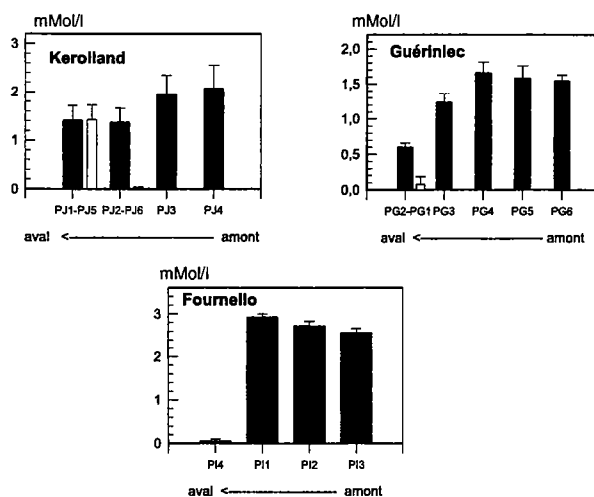 mMol/l
Kerolland
3
2
1
0
PJ1-PJ5 PJ2-PJ6 PJ3 PJ4
aval <---------- amont
mMol/l
Guériniec
2,0
1,5
1,0
0,5
0,0
PG2-PG1 PG3 PG4 PG5 PG6
aval <---------- amont
mMol/l
Fournello
3
2
1
0
PI4 PI1 PI2 PI3
aval <---------- amont